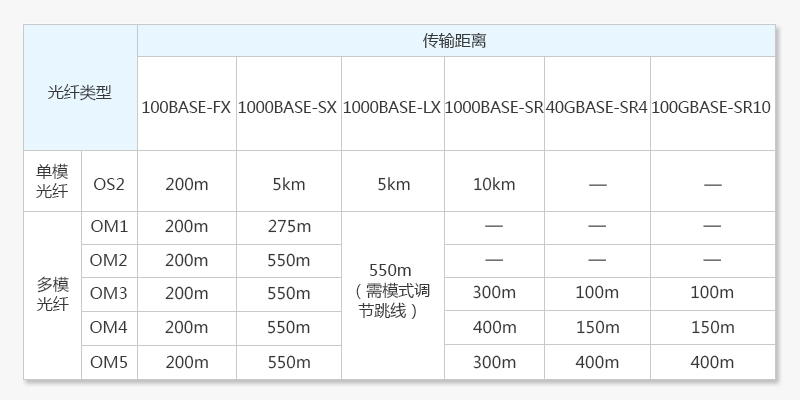 光纤类型
传输距离
100BASE-FX 1000BASE-SX 1000BASE-LX 1000BASE-SR 40GBASE-SR4 100GBASE-SR10
单模
光纤
OS2 200m 5km 5km 10km — —
多模
光纤
OM1 200m 275m — — —
OM2 200m 550m — — —
550m
（需模式调
节跳线）
OM3 200m 550m 300m 100m 100m
OM4 200m 550m 400m 150m 150m
OM5 200m 550m 300m 400m 400m